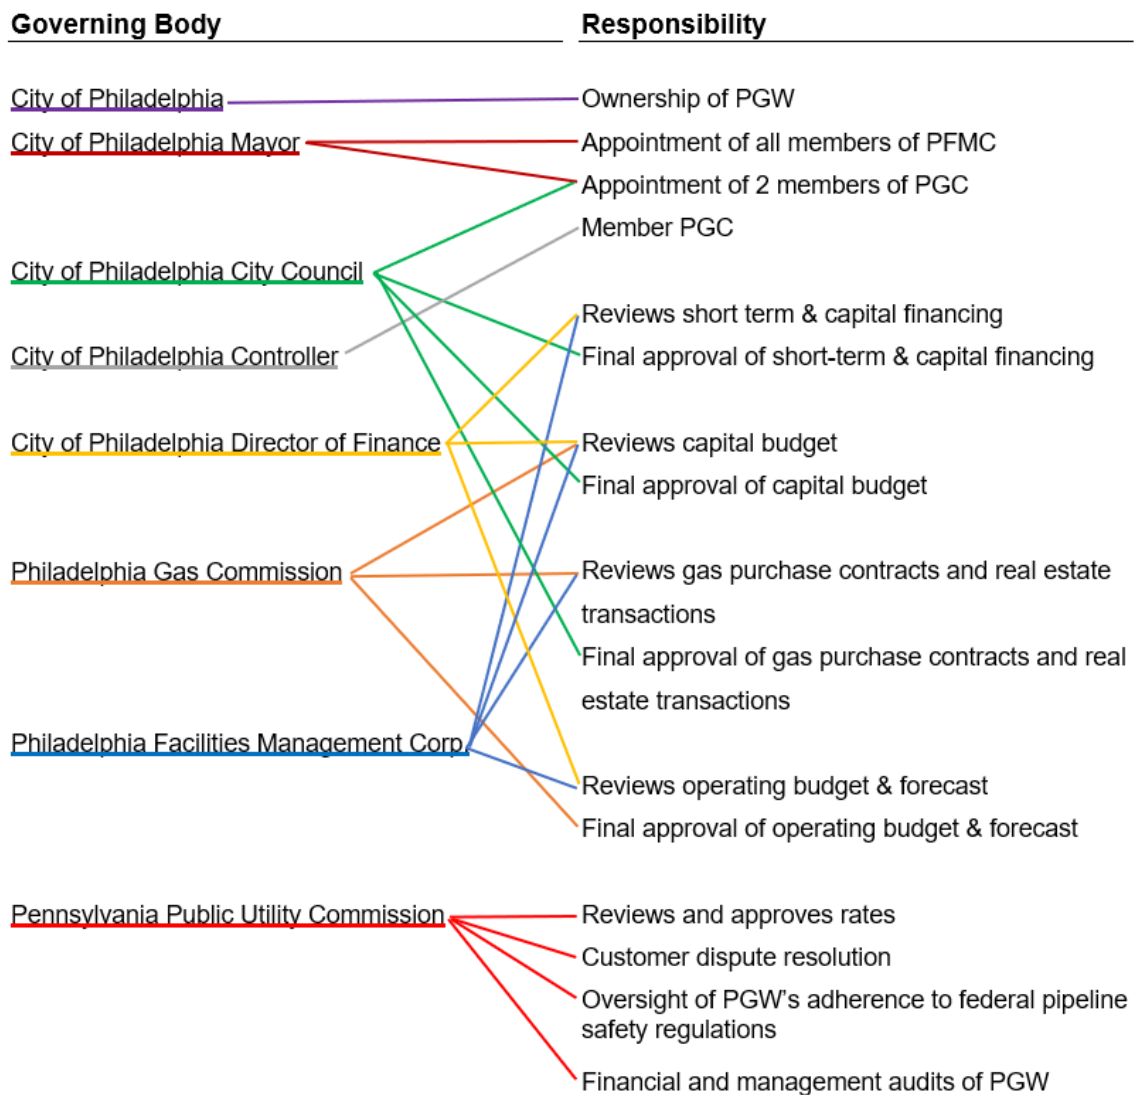 Governing Body Responsibility
City of Philadelphia Ownership of PGW
City of Philadelphia Mayor Appointment of all members of PFMC
Appointment of 2 members of PGC
Member PGC
City of Philadelphia City Council
Reviews short term & capital financing
City of Philadelphia Controller Final approval of short-term & capital financing
City of Philadelphia Director of Finance Reviews capital budget
Final approval of capital budget
Philadelphia Gas Commission Reviews gas purchase contracts and real estate
transactions
Final approval of gas purchase contracts and real
estate transactions
Philadelphia Facilities Management Corp.
Reviews operating budget & forecast
Final approval of operating budget & forecast
Pennsylvania Public Utility Commission Reviews and approves rates
Customer dispute resolution
Oversight of PGW's adherence to federal pipeline
safety regulations
Financial and management audits of PGW